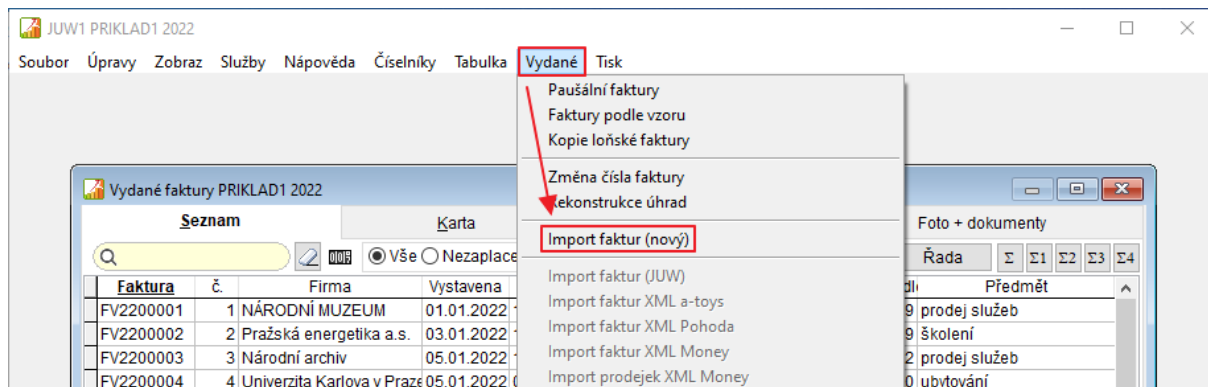 JUW1 PRIKLAD1 2022
Soubor Úpravy Zobraz Služby Nápověda Číselníky Tabulka Vydané Tisk
Paušální faktury
Faktury podle vzoru
Kopie loňské faktury
Změna čísla faktury
Rekonstrukce úhrad
Import faktur (nový)
Import faktur (JUW)
Import faktur XML a-toys
Import faktur XML Pohoda
Import faktur XML Money
Import prodejek XML Money
Vydané faktury PRIKLAD1 2022
Seznam Karta Foto + dokumenty
Vše Nezaplace Řada Σ Σ1 Σ2 Σ3 Σ4
Faktura č. Firma Vystavena Předmět
FV2200001 1 NÁRODNÍ MUZEUM 01.01.2022 9 prodej služeb
FV2200002 2 Pražská energetika a.s. 03.01.2022 9 školení
FV2200003 3 Národní archiv 05.01.2022 2 prodej služeb
FV2200004 4 Univerzita Karlova v Praze 05.01.2022 0 ubytování